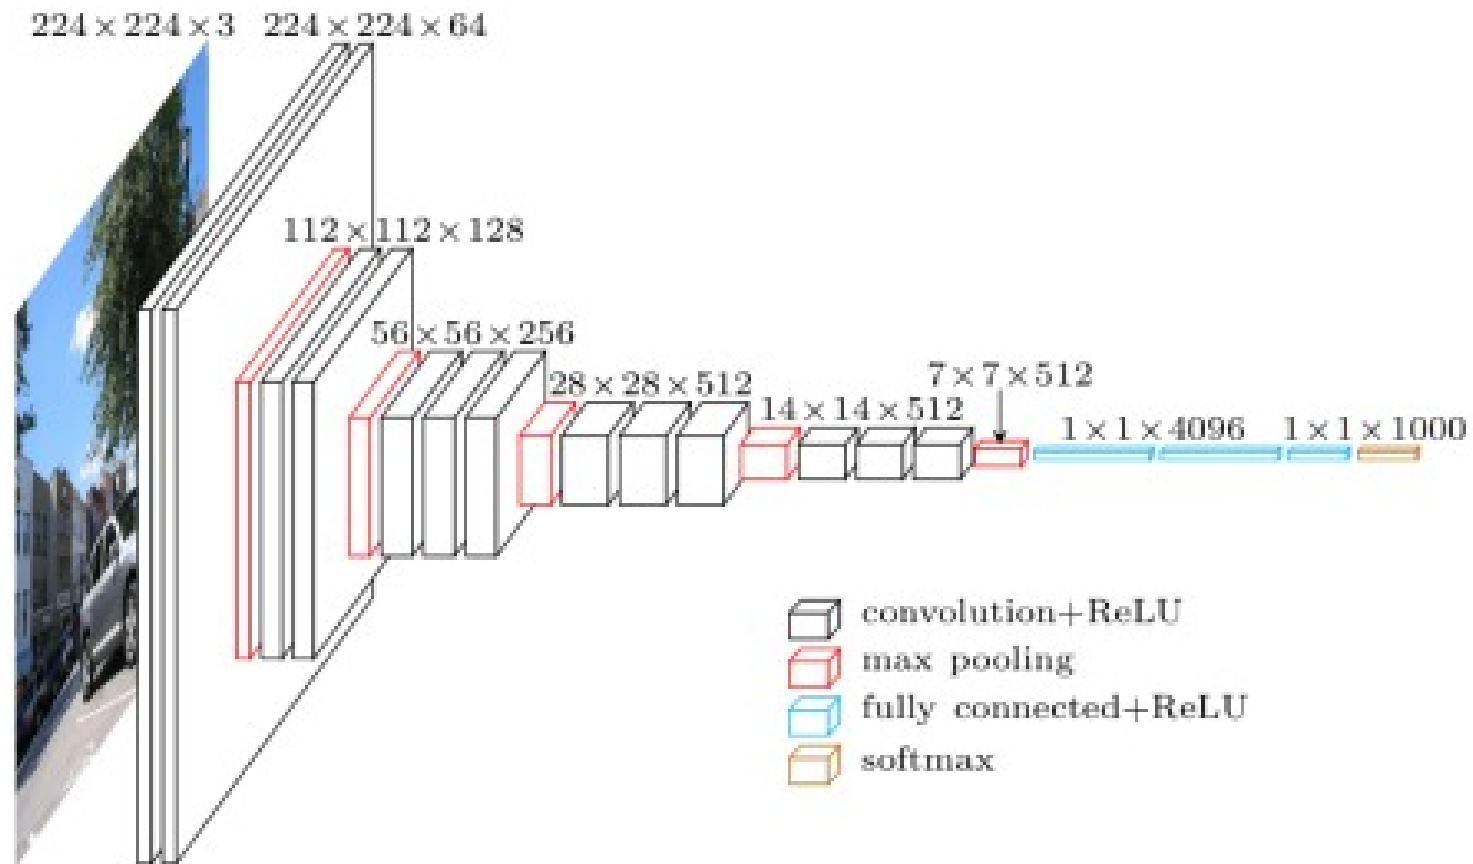 224×224×3
224×224×64
112×112×128
56×56×256
28×28×512
14×14×512
7×7×512
1×1×4096
1×1×1000
convolution+ReLU
max pooling
fully connected+ReLU
softmax